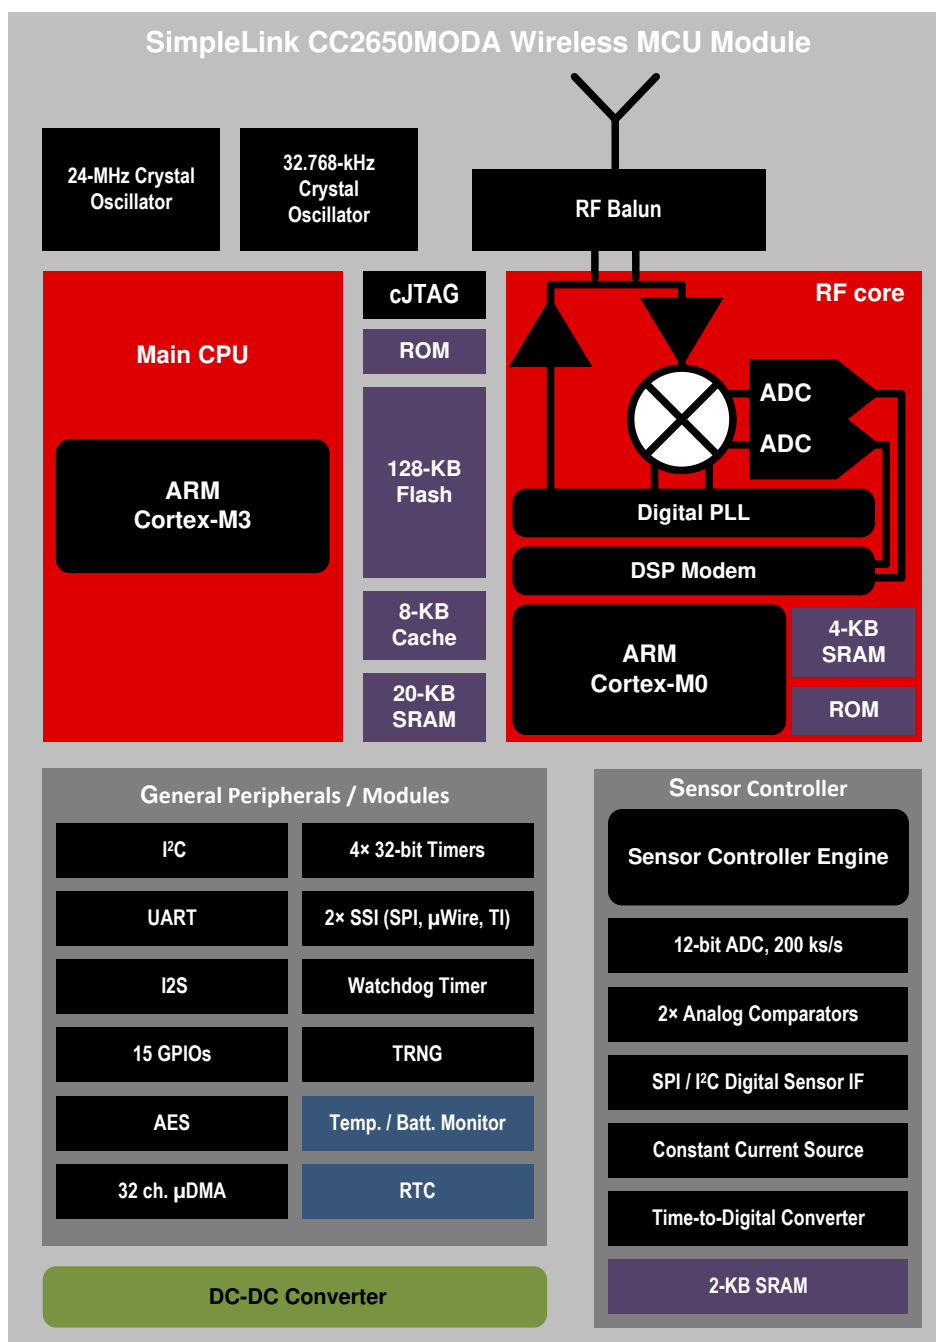 SimpleLink CC2650MODA Wireless MCU Module
24-MHz Crystal
Oscillator
32.768-kHz
Crystal
Oscillator
RF Balun
Main CPU
ARM
Cortex-M3
cJTAG
ROM
128-KB
Flash
8-KB
Cache
20-KB
SRAM
RF core
ADC
ADC
Digital PLL
DSP Modem
ARM
Cortex-M0
4-KB
SRAM
ROM
General Peripherals / Modules
I²C
4× 32-bit Timers
UART
2× SSI (SPI, µWire, TI)
I2S
Watchdog Timer
15 GPIOs
TRNG
AES
Temp. / Batt. Monitor
32 ch. µDMA
RTC
Sensor Controller
Sensor Controller Engine
12-bit ADC, 200 ks/s
2× Analog Comparators
SPI / I²C Digital Sensor IF
Constant Current Source
Time-to-Digital Converter
2-KB SRAM
DC-DC Converter